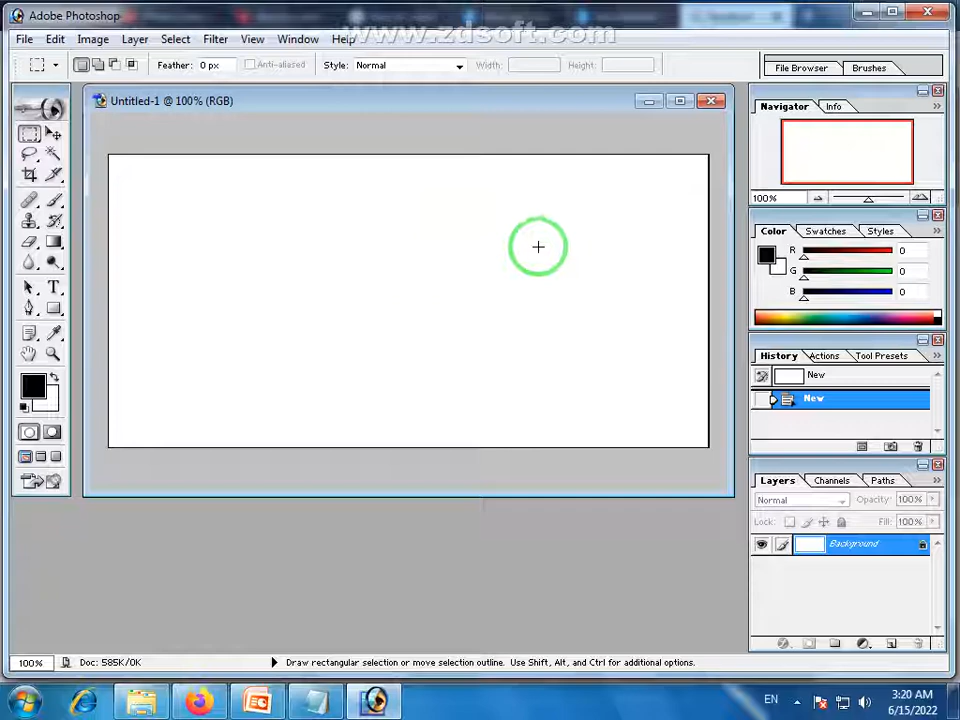 Adobe Photoshop
www.zdsoft.com
File Edit Image Layer Select Filter View Window Help
Feather: 0 px Anti-aliased Style: Normal Width: Height: File Browser Brushes
Untitled-1 @ 100% (RGB)
Navigator Info
100%
Color Swatches Styles
R 0
G 0
B 0
History Actions Tool Presets
New
New
Layers Channels Paths
Normal Opacity: 100%
Lock: Fill: 100%
Background
100% Doc: 585K/0K Draw rectangular selection or move selection outline. Use Shift, Alt, and Ctrl for additional options.
EN 3:20 AM
6/15/2022